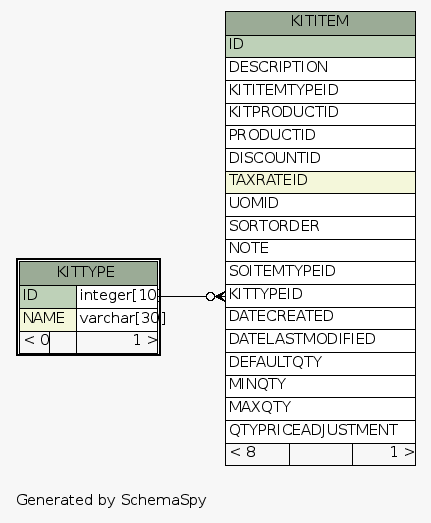 KITITEM
ID
DESCRIPTION
KITITEMTYPEID
KITPRODUCTID
PRODUCTID
DISCOUNTID
TAXRATEID
UOMID
SORTORDER
NOTE
SOITEMTYPEID
KITTYPEID
DATECREATED
DATELASTMODIFIED
DEFAULTQTY
MINQTY
MAXQTY
QTYPRICEADJUSTMENT
< 8 1 >
KITTYPE
ID integer[10]
NAME varchar[30]
< 0 1 >
Generated by SchemaSpy